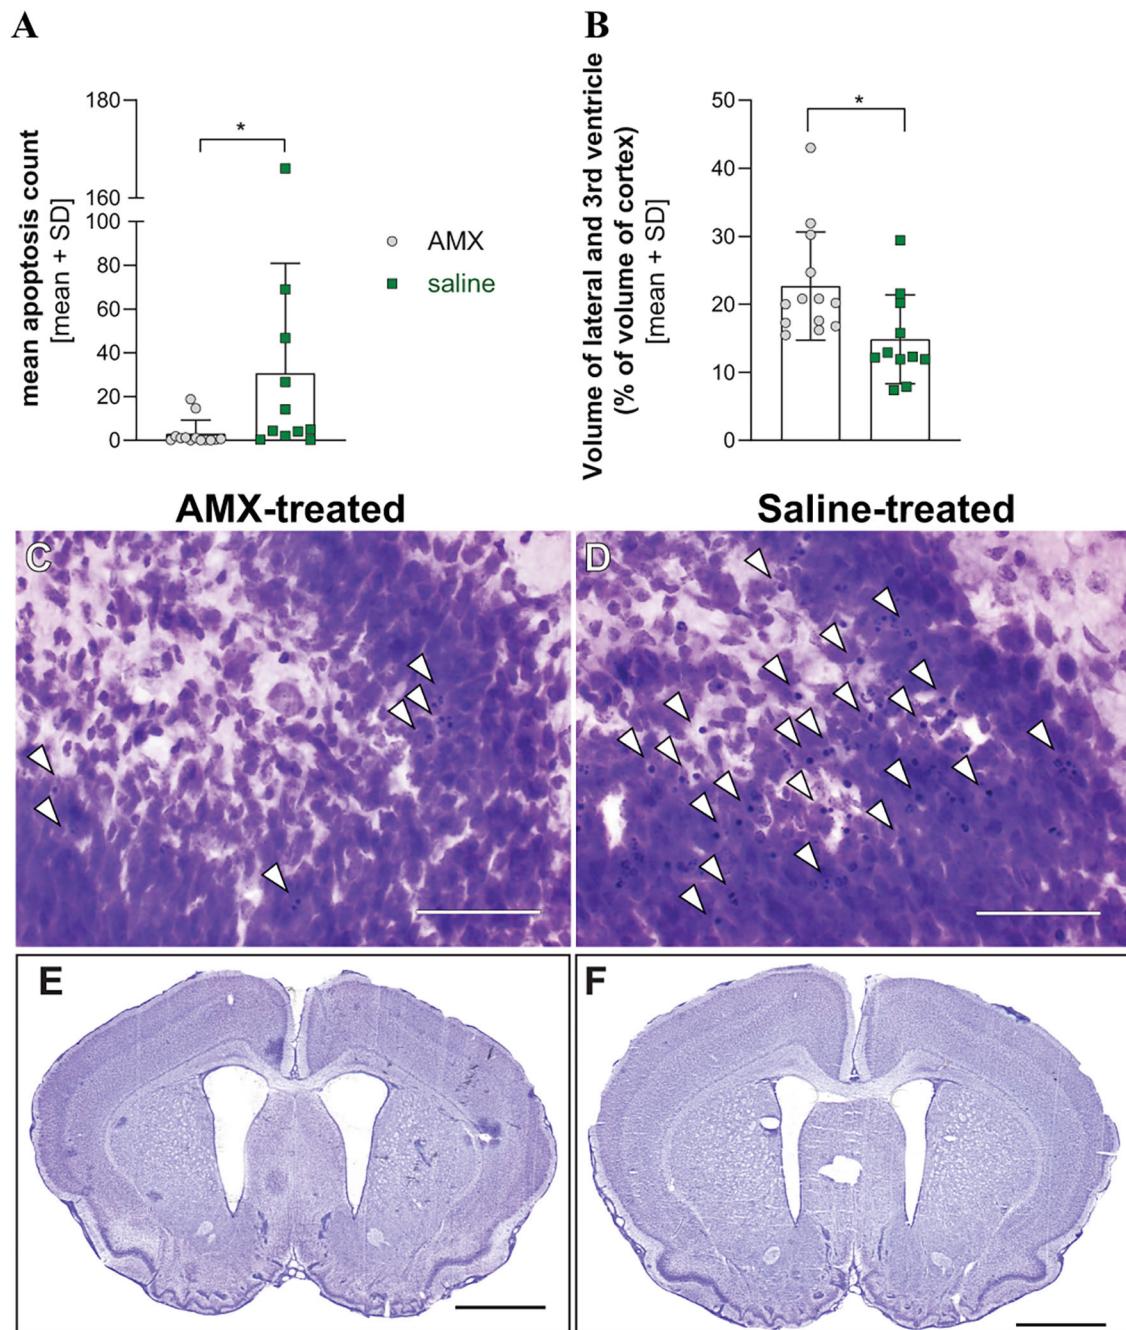 A
B
mean apoptosis count
[mean + SD]
180
160
100
80
60
40
20
0
*
AMX
saline
Volume of lateral and 3rd ventricle
(% of volume of cortex)
[mean + SD]
50
40
30
20
10
0
*
AMX-treated
Saline-treated
C
D
E
F